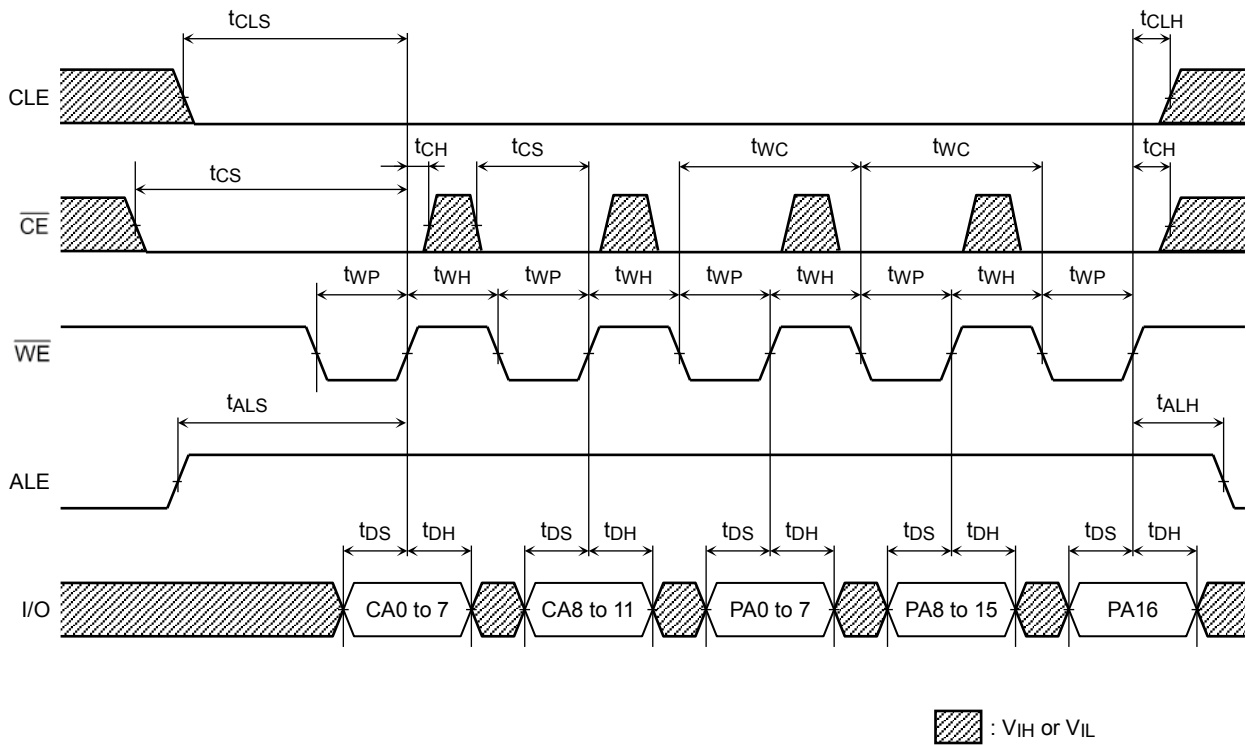 tCLS tCLH
CLE
tCH tCS tWC tWC tCH
tCS
CE
tWP tWH tWP tWH tWP tWH tWP tWH tWP
WE
tALS tALH
ALE
tDS tDH tDS tDH tDS tDH tDS tDH tDS tDH
I/O CA0 to 7 CA8 to 11 PA0 to 7 PA8 to 15 PA16
: VIH or VIL